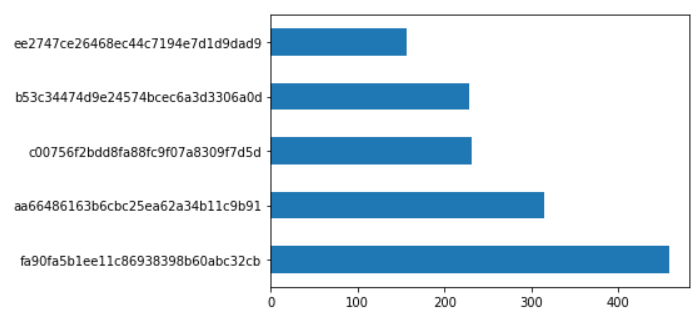 ee2747ce26468ec44c7194e7d1d9dad9
b53c34474d9e24574bcec6a3d3306a0d
c00756f2bdd8fa88fc9f07a8309f7d5d
aa66486163b6cbc25ea62a34b11c9b91
fa90fa5b1ee11c86938398b60abc32cb
0 100 200 300 400